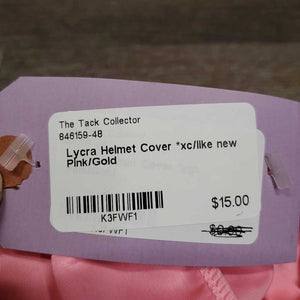 The Tack Collector
846159-48
Lycra Helmet Cover *xc/like new
Pink/Gold
$15.00
K3FWF1